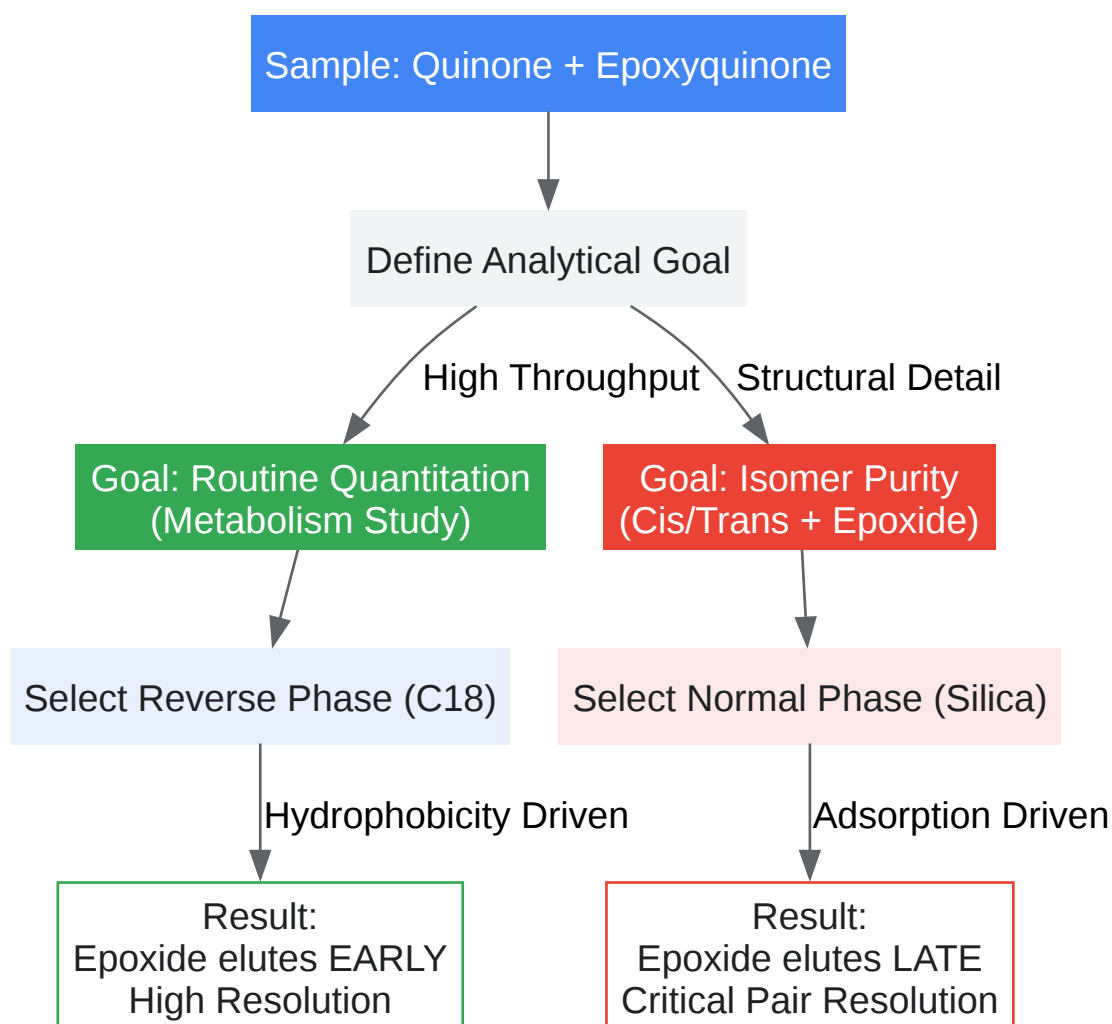 Sample: Quinone + Epoxyquinone
Define Analytical Goal
High Throughput
Structural Detail
Goal: Routine Quantitation
(Metabolism Study)
Goal: Isomer Purity
(Cis/Trans + Epoxide)
Select Reverse Phase (C18)
Select Normal Phase (Silica)
Hydrophobicity Driven
Adsorption Driven
Result:
Epoxide elutes EARLY
High Resolution
Result:
Epoxide elutes LATE
Critical Pair Resolution